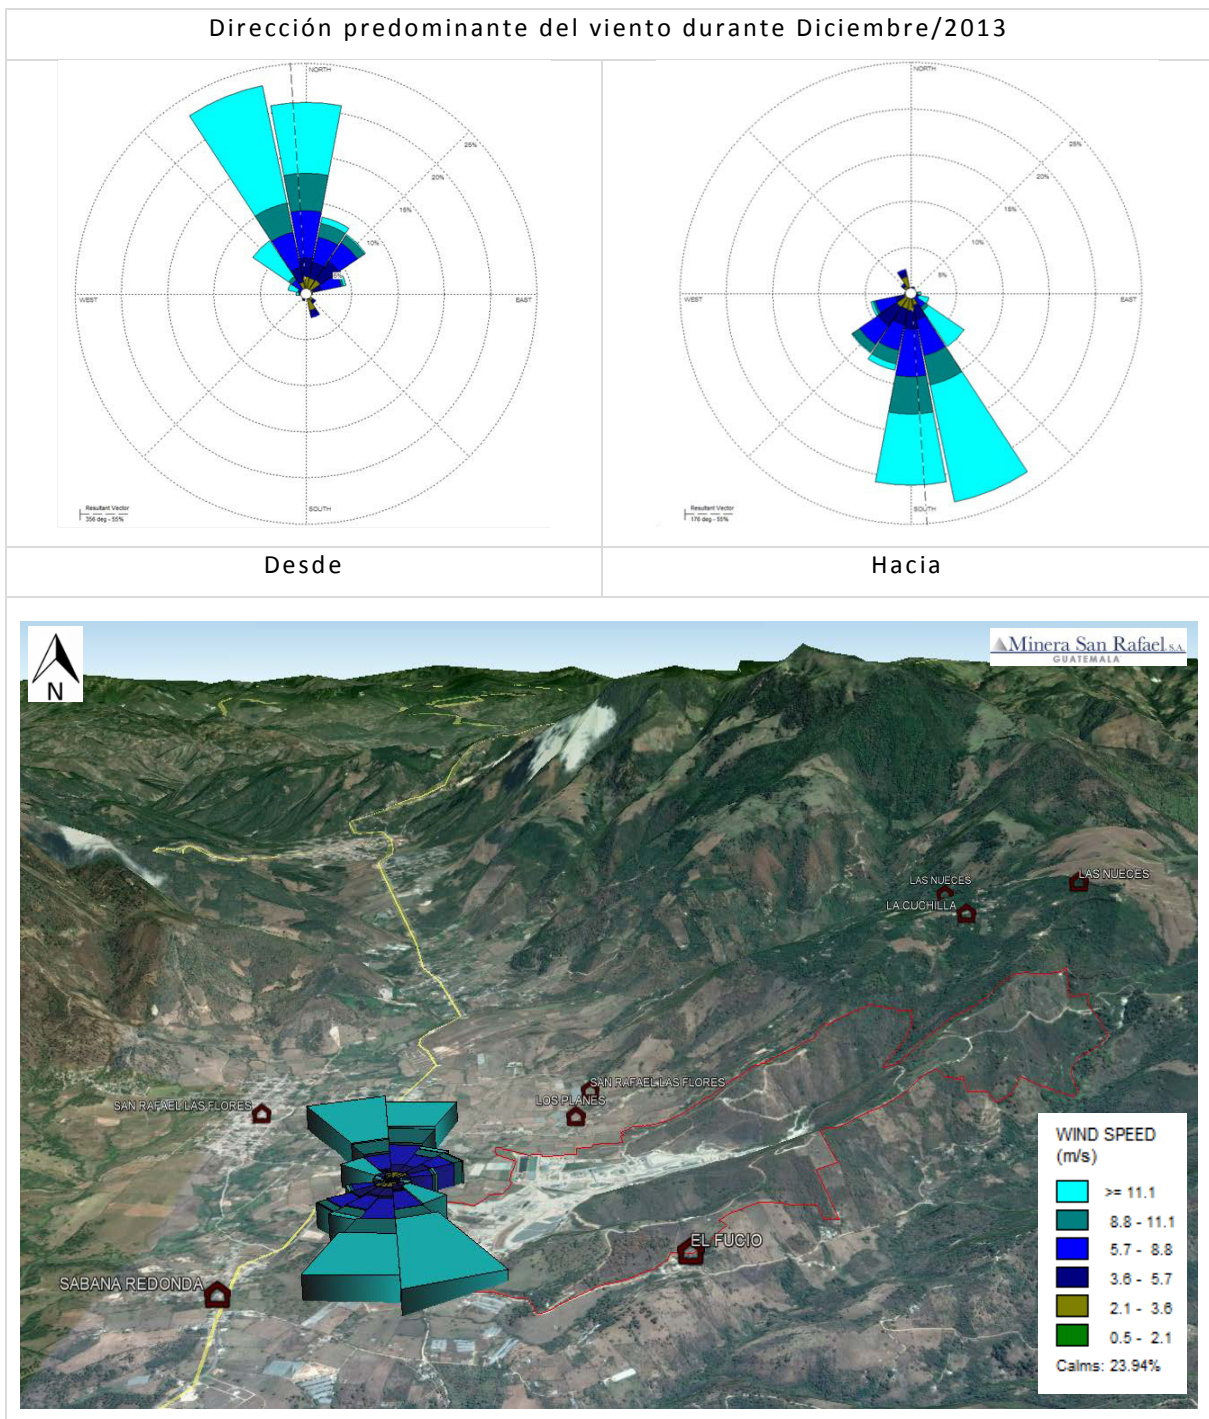 Dirección predominante del viento durante Diciembre/2013
NORTH
25%
20%
15%
10%
5%
WEST
EAST
SOUTH
Resultant Vector
356 deg - 55%
NORTH
25%
20%
15%
10%
5%
WEST
EAST
SOUTH
Resultant Vector
176 deg - 55%
Desde
Hacia
N
Minera San Rafael S.A.
GUATEMALA
LAS NUECES
LAS NUECES
LA CUCHILLA
SAN RAFAEL LAS FLORES
LOS PLANES
SAN RAFAEL LAS FLORES
EL FUCIO
SABANA REDONDA
WIND SPEED
(m/s)
>= 11.1
8.8 - 11.1
5.7 - 8.8
3.6 - 5.7
2.1 - 3.6
0.5 - 2.1
Calms: 23.94%